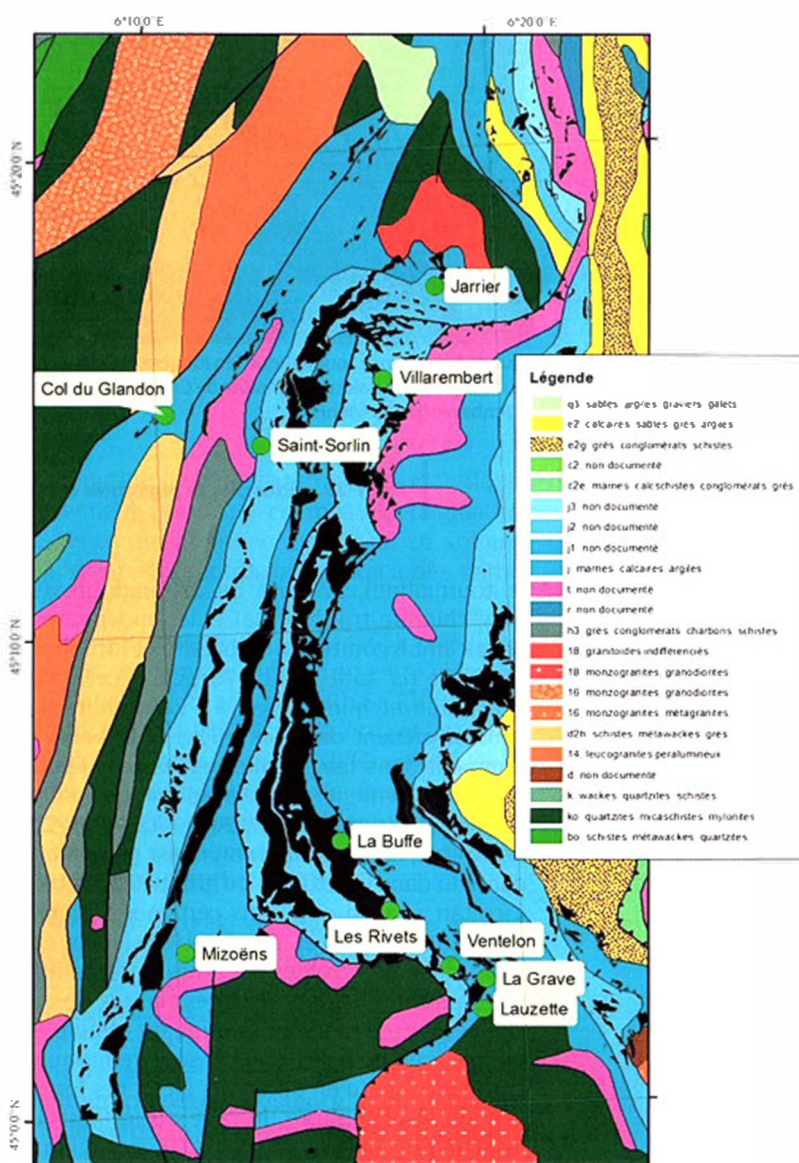 6°10'0"E
6°20'0"E
45°20'0"N
Jarrier
Villarembert
Col du Glandon
Saint-Sorlin
Légende
q3 sables argiles graviers galets
e2 calcaires sables grès argiles
e2g grès conglomérats schistes
c2 non documenté
c2e marnes calcschistes conglomérats grès
j3 non documenté
j2 non documenté
j1 non documenté
j marnes calcaires argiles
t non documenté
r non documenté
h3 grès conglomérats charbons schistes
18 granitoïdes indifférenciés
18 monzogranites granodiorites
16 monzogranites granodiorites
16 monzogranites métagranites
d2h schistes métawackes grès
14 leucogranites peralumineux
d non documenté
k wackes quartzites schistes
ko quartzites micaschistes mylonites
bo schistes métawackes quartzites
45°10'0"N
La Buffe
Les Rivets
Ventelon
Mizoëns
La Grave
Lauzette
45°0'0"N